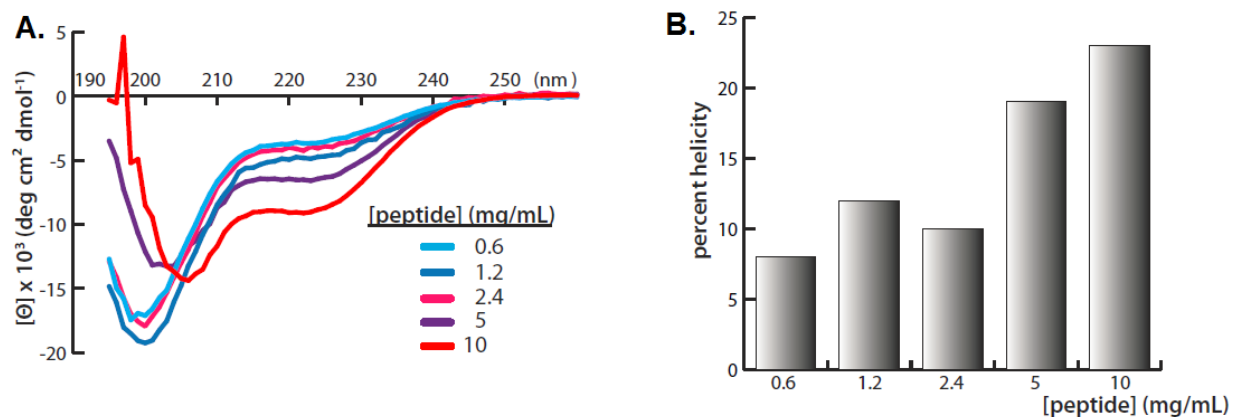 A.
[Θ] x 10³ (deg cm² dmol⁻¹)
5
0
-5
-10
-15
-20
190 200 210 220 230 240 250 (nm)
[peptide] (mg/mL)
0.6
1.2
2.4
5
10
B.
percent helicity
25
20
15
10
5
0
0.6 1.2 2.4 5 10
[peptide] (mg/mL)